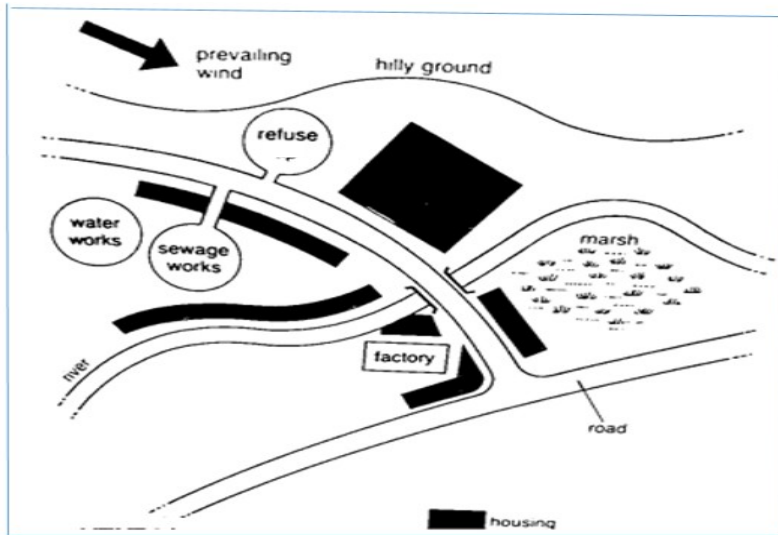 prevailing
wind
hilly ground
refuse
water
works
sewage
works
marsh
factory
river
road
housing